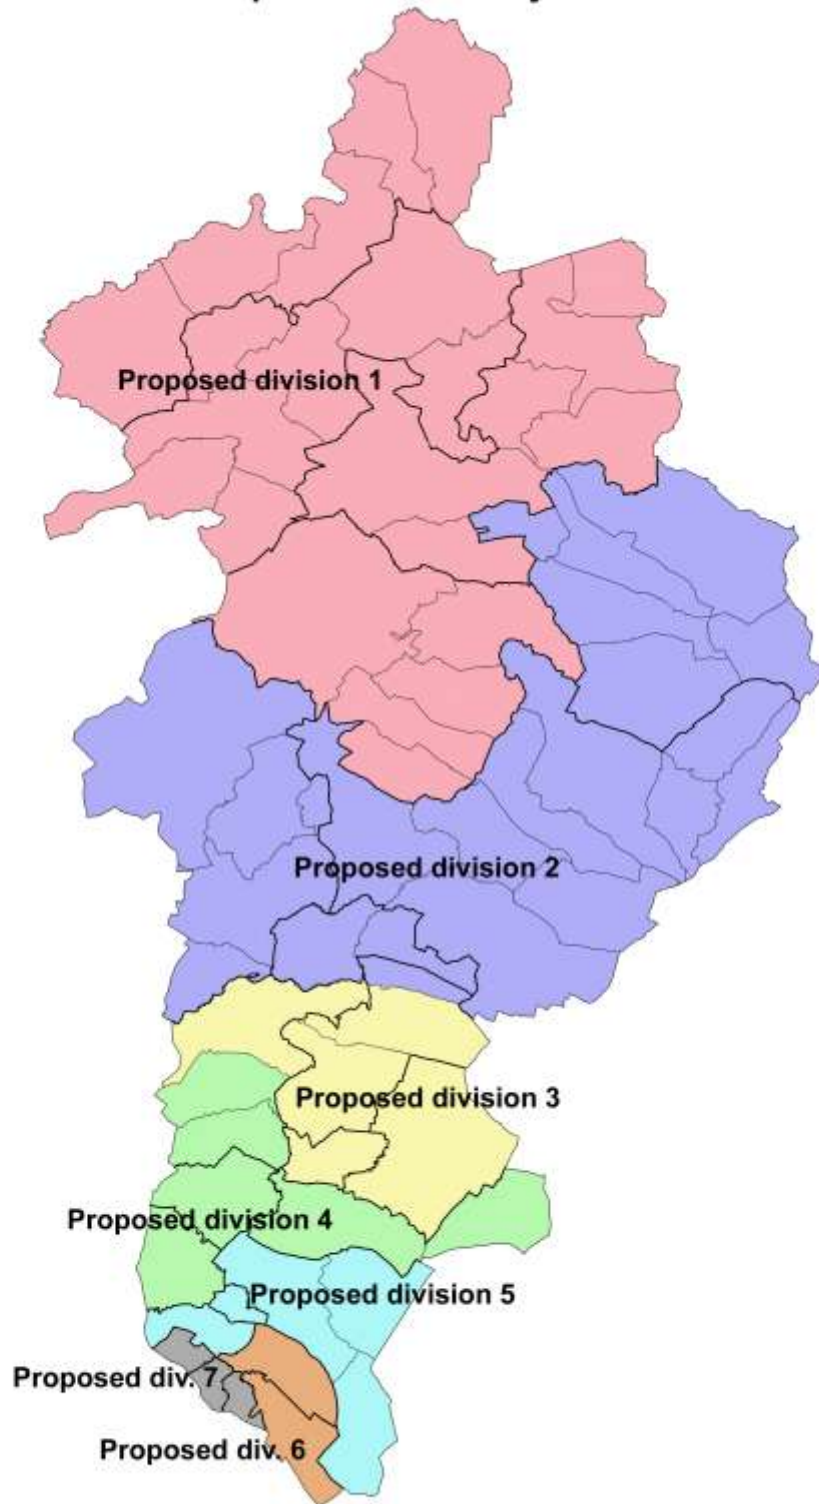 Proposed division 1
Proposed division 2
Proposed division 3
Proposed division 4
Proposed division 5
Proposed div. 7
Proposed div. 6